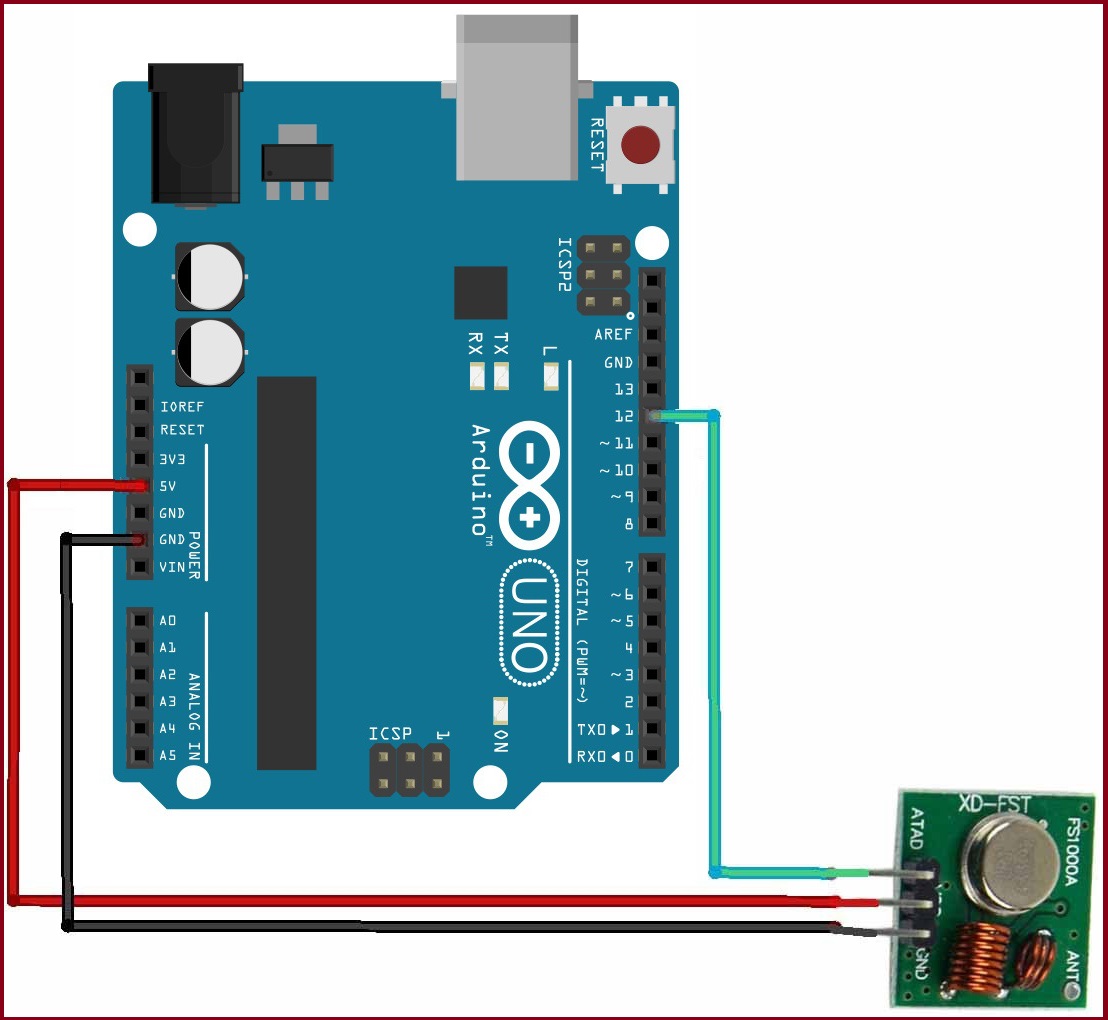 RESET
ICSP2
AREF
GND
13
12
~11
~10
~9
8
RX
TX
L
IOREF
RESET
3V3
5V
GND
GND
VIN
POWER
Arduino™
UNO
DIGITAL (PWM=~)
7
~6
~5
4
~3
2
TX0▶1
RX0◀0
A0
A1
A2
A3
A4
A5
ANALOG IN
ICSP
1
ON
XD-FST
FS1000A
ATAD
GND
ANT